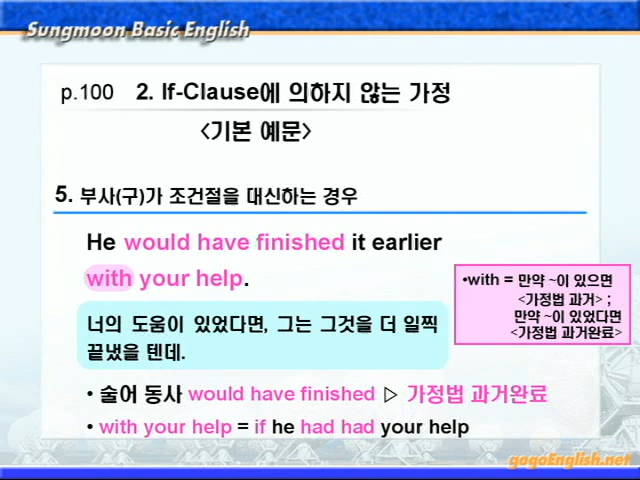 Sungmoon Basic English
p.100 2. If-Clause에 의하지 않는 가정
<기본 예문>
5. 부사(구)가 조건절을 대신하는 경우
He would have finished it earlier
with your help.
•with = 만약 ~이 있으면
<가정법 과거> ;
만약 ~이 있었다면
<가정법 과거완료>
너의 도움이 있었다면, 그는 그것을 더 일찍
끝냈을 텐데.
• 술어 동사 would have finished ▷ 가정법 과거완료
• with your help = if he had had your help
gogoEnglish.net